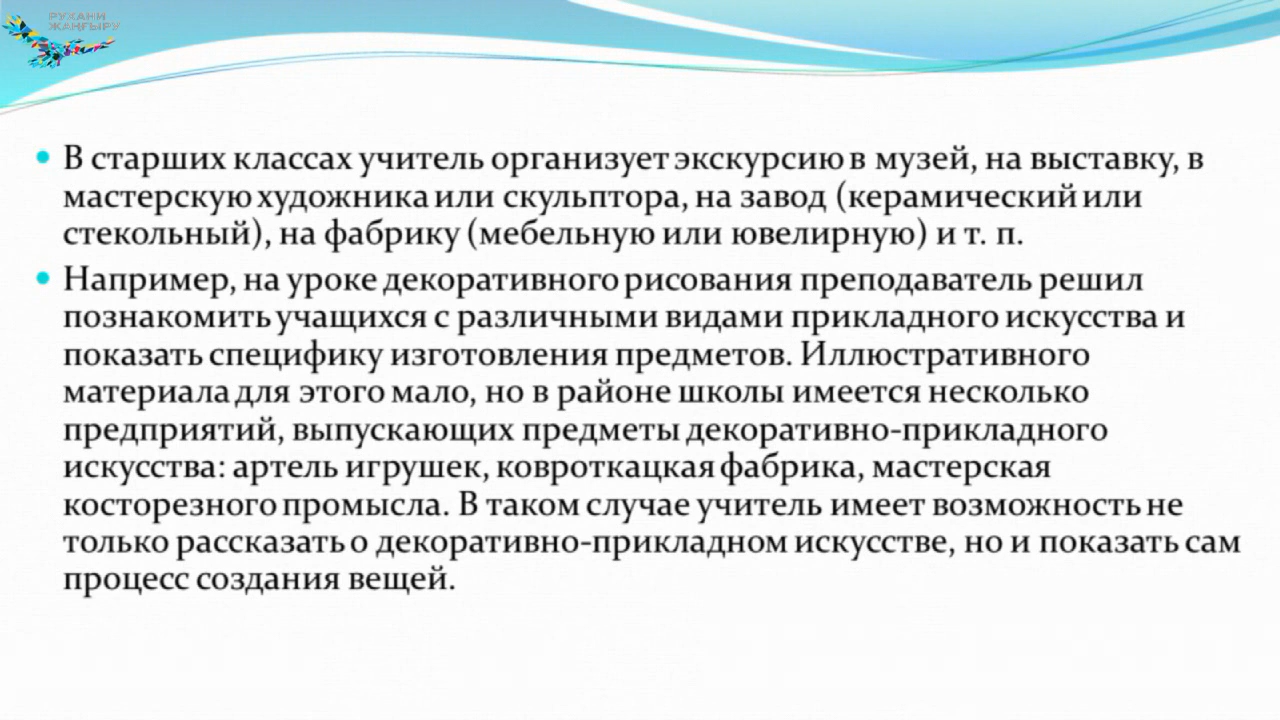 РУХАНИ
ЖАҢҒЫРУ
В старших классах учитель организует экскурсию в музей, на выставку, в
мастерскую художника или скульптора, на завод (керамический или
стекольный), на фабрику (мебельную или ювелирную) и т. п.
Например, на уроке декоративного рисования преподаватель решил
познакомить учащихся с различными видами прикладного искусства и
показать специфику изготовления предметов. Иллюстративного
материала для этого мало, но в районе школы имеется несколько
предприятий, выпускающих предметы декоративно-прикладного
искусства: артель игрушек, ковроткацкая фабрика, мастерская
косторезного промысла. В таком случае учитель имеет возможность не
только рассказать о декоративно-прикладном искусстве, но и показать сам
процесс создания вещей.